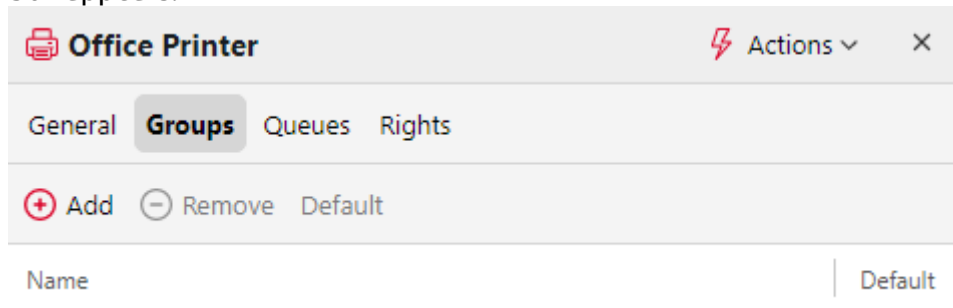 Office Printer Actions
General Groups Queues Rights
Add Remove Default
Name Default